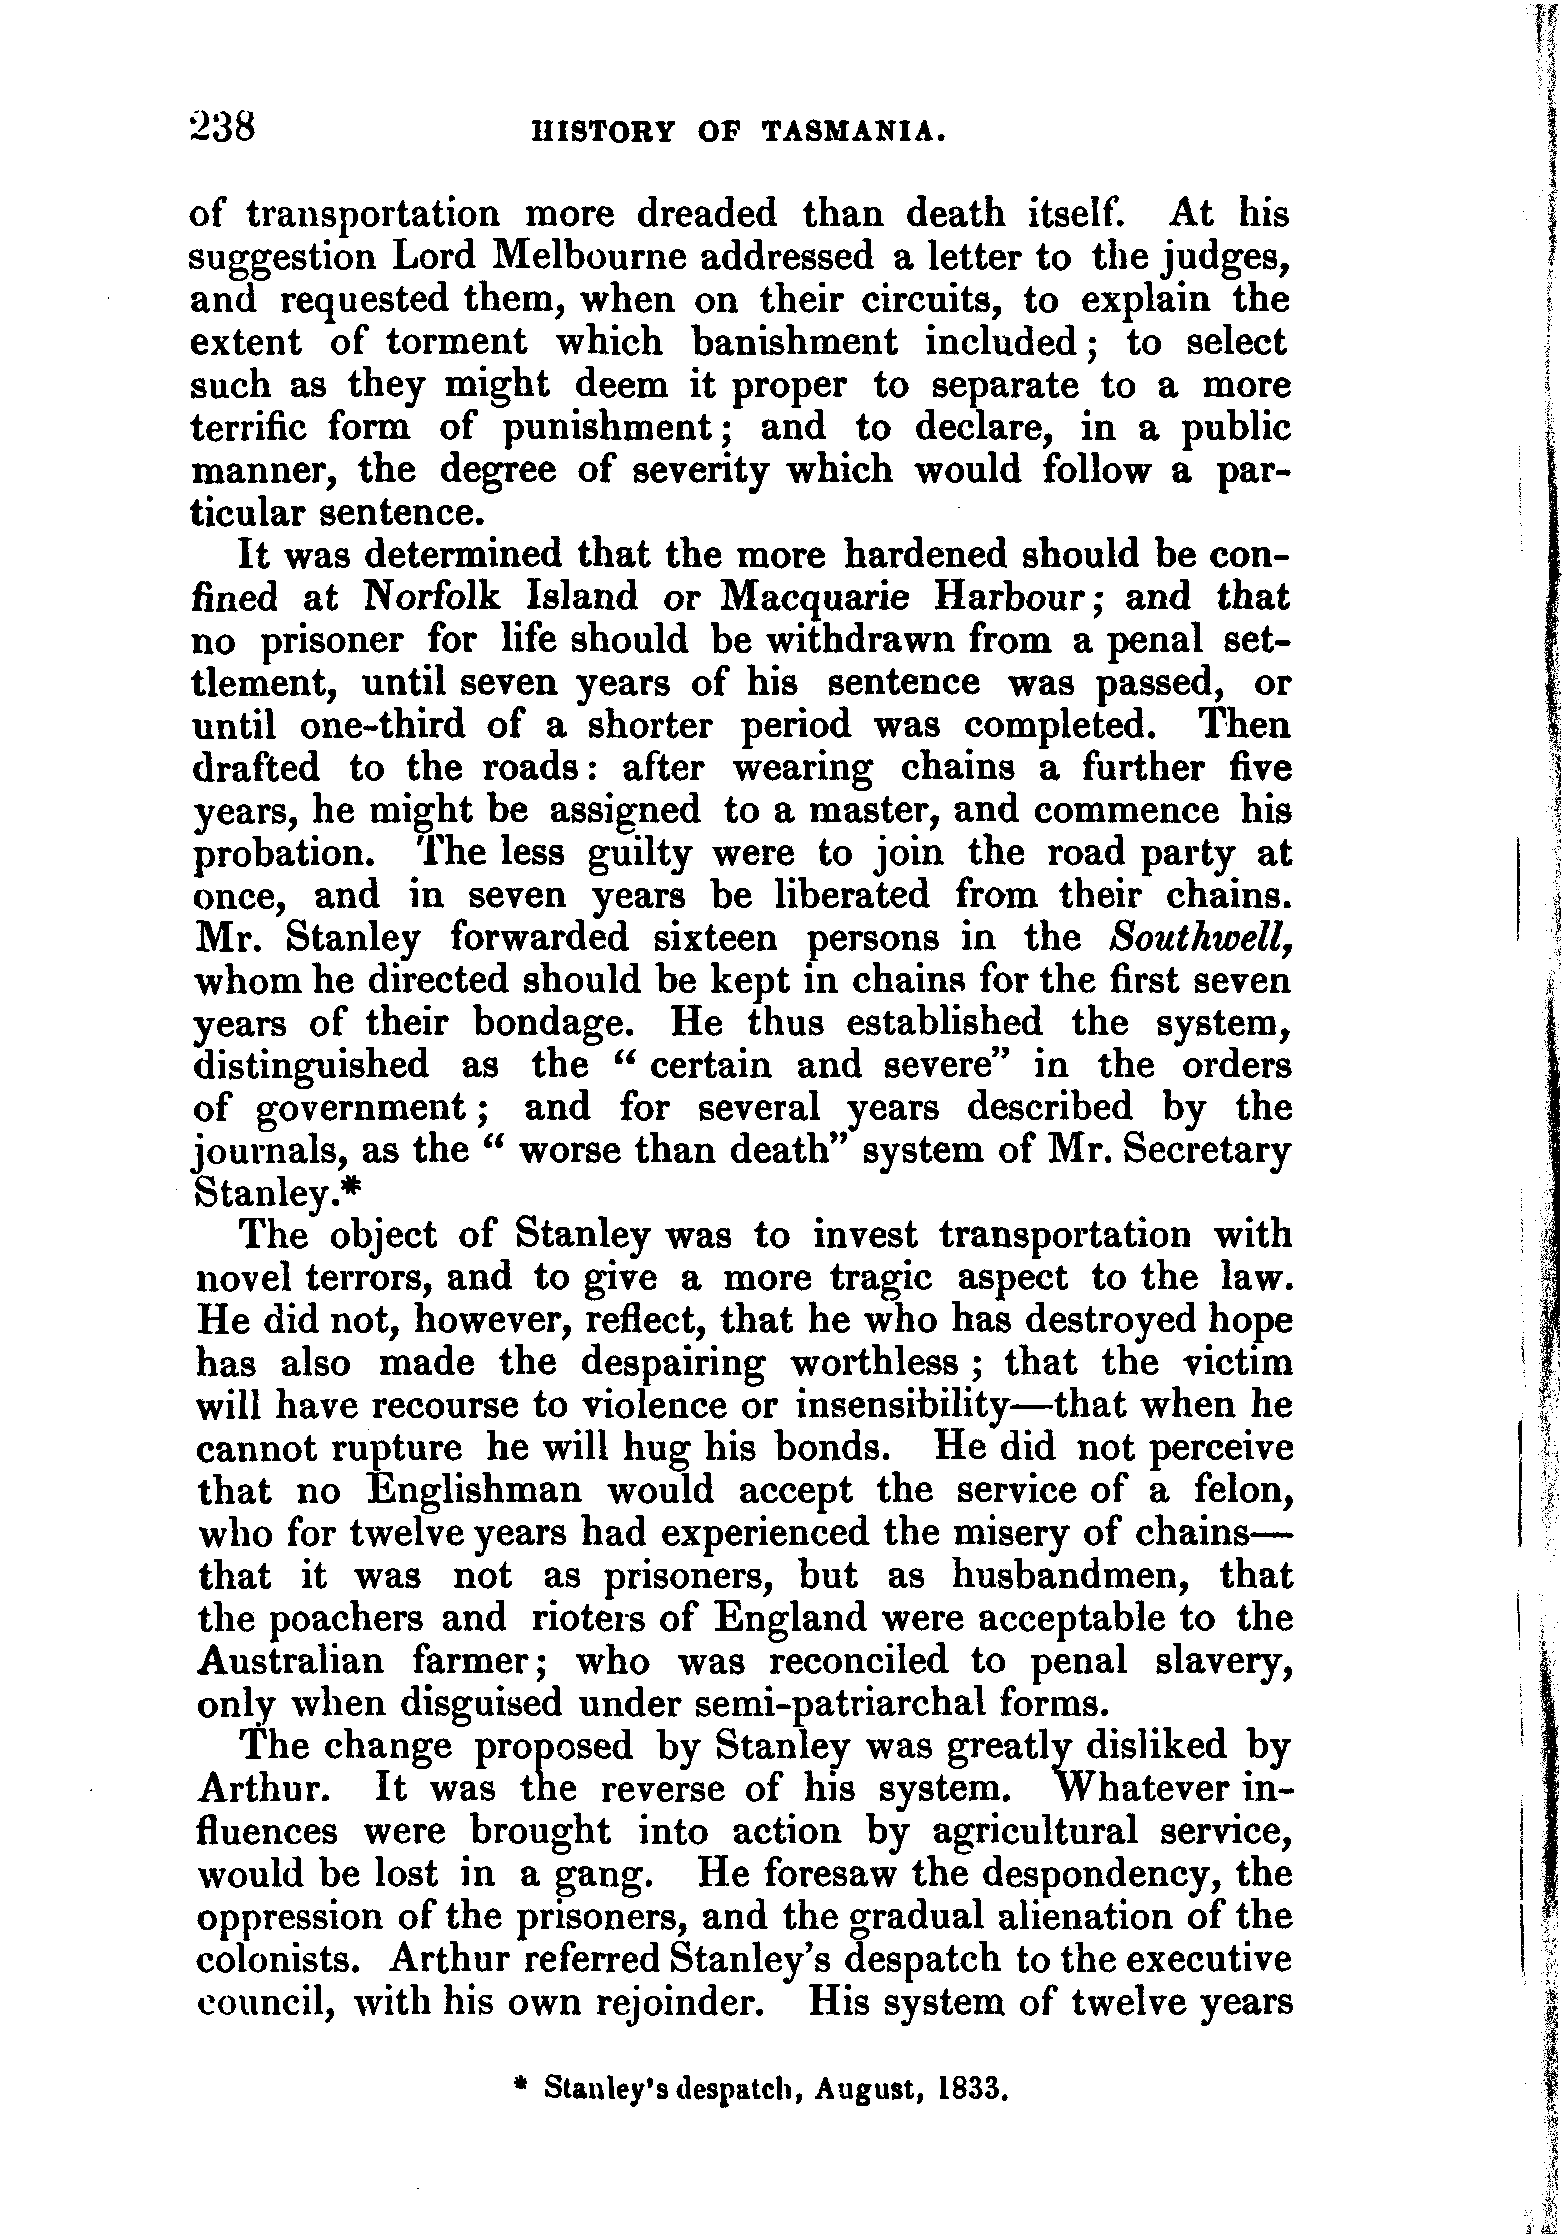 238 HISTORY OF TASMANIA.
of transportation more dreaded than death itself. At his
suggestion Lord Melbourne addressed a letter to the judges,
and requested them, when on their circuits, to explain the
extent of torment which banishment included; to select
such as they might deem it proper to separate to a more
terrific form of punishment; and to declare, in a public
manner, the degree of severity which would follow a par-
ticular sentence.
It was determined that the more hardened should be con-
fined at Norfolk Island or Macquarie Harbour; and that
no prisoner for life should be withdrawn from a penal set-
tlement, until seven years of his sentence was passed, or
until one-third of a shorter period was completed. Then
drafted to the roads: after wearing chains a further five
years, he might be assigned to a master, and commence his
probation. The less guilty were to join the road party at
once, and in seven years be liberated from their chains.
Mr. Stanley forwarded sixteen persons in the Southwell,
whom he directed should be kept in chains for the first seven
years of their bondage. He thus established the system,
distinguished as the “ certain and severe” in the orders
of government; and for several years described by the
journals, as the “ worse than death” system of Mr. Secretary
Stanley.*
The object of Stanley was to invest transportation with
novel terrors, and to give a more tragic aspect to the law.
He did not, however, reflect, that he who has destroyed hope
has also made the despairing worthless ; that the victim
will have recourse to violence or insensibility—that when he
cannot rupture he will hug his bonds. He did not perceive
that no Englishman would accept the service of a felon,
who for twelve years had experienced the misery of chains—
that it was not as prisoners, but as husbandmen, that
the poachers and rioters of England were acceptable to the
Australian farmer; who was reconciled to penal slavery,
only when disguised under semi-patriarchal forms.
The change proposed by Stanley was greatly disliked by
Arthur. It was the reverse of his system. Whatever in-
fluences were brought into action by agricultural service,
would be lost in a gang. He foresaw the despondency, the
oppression of the prisoners, and the gradual alienation of the
colonists. Arthur referred Stanley’s despatch to the executive
council, with his own rejoinder. His system of twelve years
* Stanley’s despatch, August, 1833.